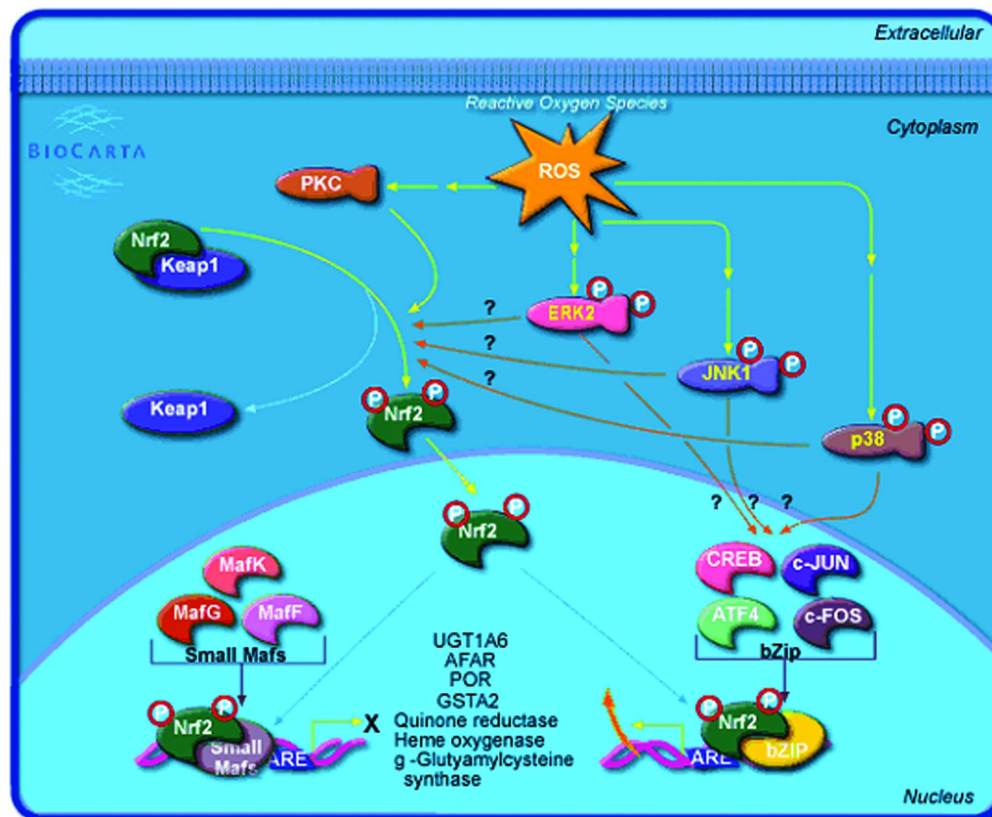 Extracellular
Reactive Oxygen Species
Cytoplasm
BIOCARTA
ROS
PKC
Nrf2
Keap1
P
P
ERK2
?
?
?
P
P
JNK1
Keap1
P
P
Nrf2
P
P
p38
P
P
Nrf2
? ? ?
MafK
MafG
MafF
Small Mafs
CREB
c-JUN
ATF4
c-FOS
bZip
UGT1A6
AFAR
POR
GSTA2
Quinone reductase
Heme oxygenase
g -Glutyamylcysteine
synthase
P
P
Nrf2
Small
Mafs
ARE
X
P
P
Nrf2
bZIP
ARE
Nucleus